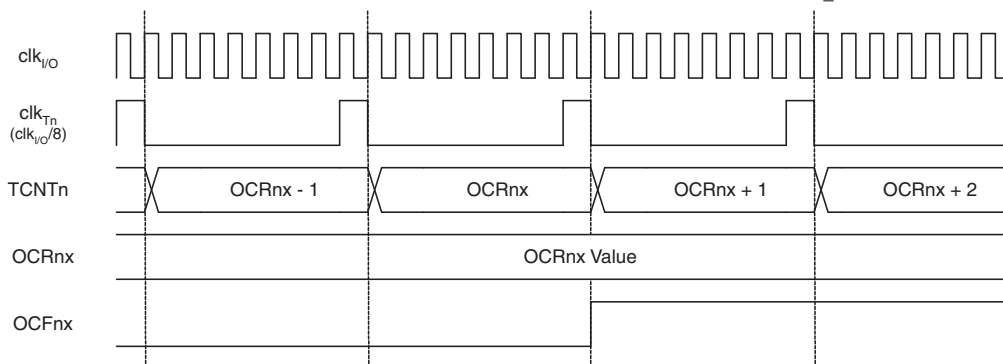 clkI/O
clkTn
(clkI/O/8)
TCNTn OCRnx - 1 OCRnx OCRnx + 1 OCRnx + 2
OCRnx OCRnx Value
OCFnx